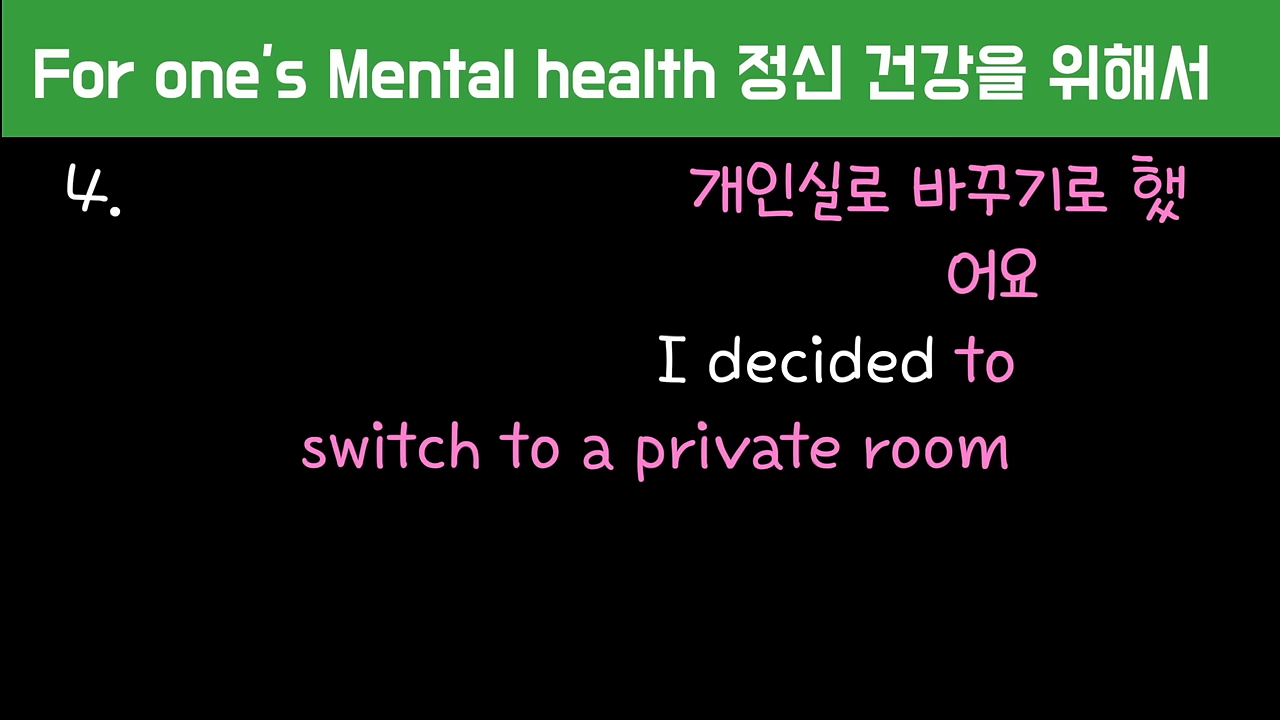 For one's Mental health 정신 건강을 위해서
4. 개인실로 바꾸기로 했
어요
I decided to
switch to a private room